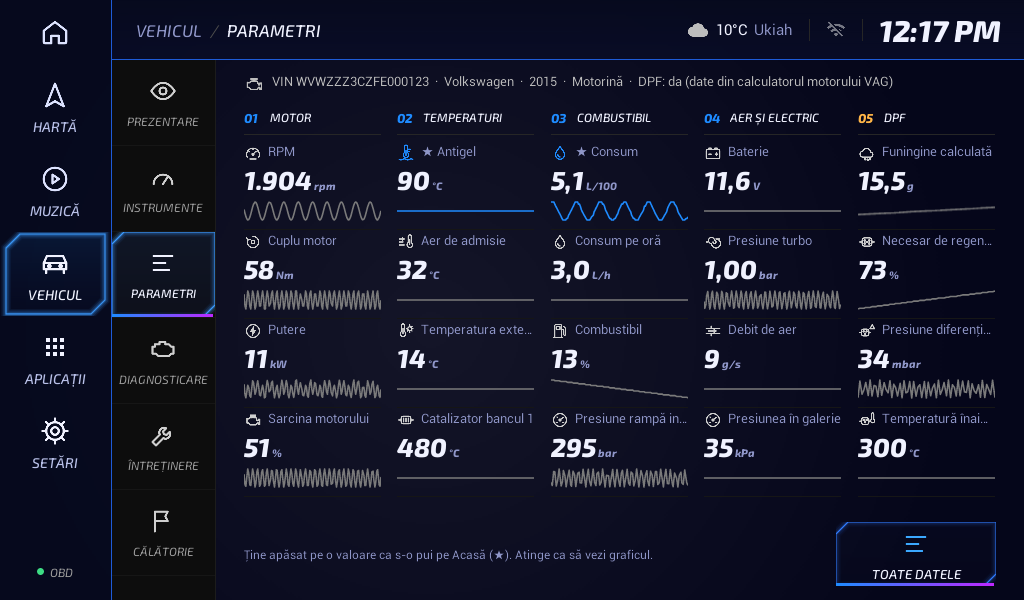 VEHICUL / PARAMETRI
10°C Ukiah
12:17 PM
HARTĂ
MUZICĂ
VEHICUL
APLICAȚII
SETĂRI
OBD
PREZENTARE
INSTRUMENTE
PARAMETRI
DIAGNOSTICARE
ÎNTREȚINERE
CĂLĂTORIE
VIN WVWZZZ3CZFE000123 · Volkswagen · 2015 · Motorină · DPF: da (date din calculatorul motorului VAG)
01 MOTOR
RPM
1.904 rpm
Cuplu motor
58 Nm
Putere
11 kW
Sarcina motorului
51 %
02 TEMPERATURI
★ Antigel
90 °C
Aer de admisie
32 °C
Temperatura exte...
14 °C
Catalizator bancul 1
480 °C
03 COMBUSTIBIL
★ Consum
5,1 L/100
Consum pe oră
3,0 L/h
Combustibil
13 %
Presiune rampă in...
295 bar
04 AER ȘI ELECTRIC
Baterie
11,6 V
Presiune turbo
1,00 bar
Debit de aer
9 g/s
Presiunea în galerie
35 kPa
05 DPF
Funingine calculată
15,5 g
Necesar de regen...
73 %
Presiune diferenți...
34 mbar
Temperatură înai...
300 °C
Ține apăsat pe o valoare ca s-o pui pe Acasă (★). Atinge ca să vezi graficul.
TOATE DATELE